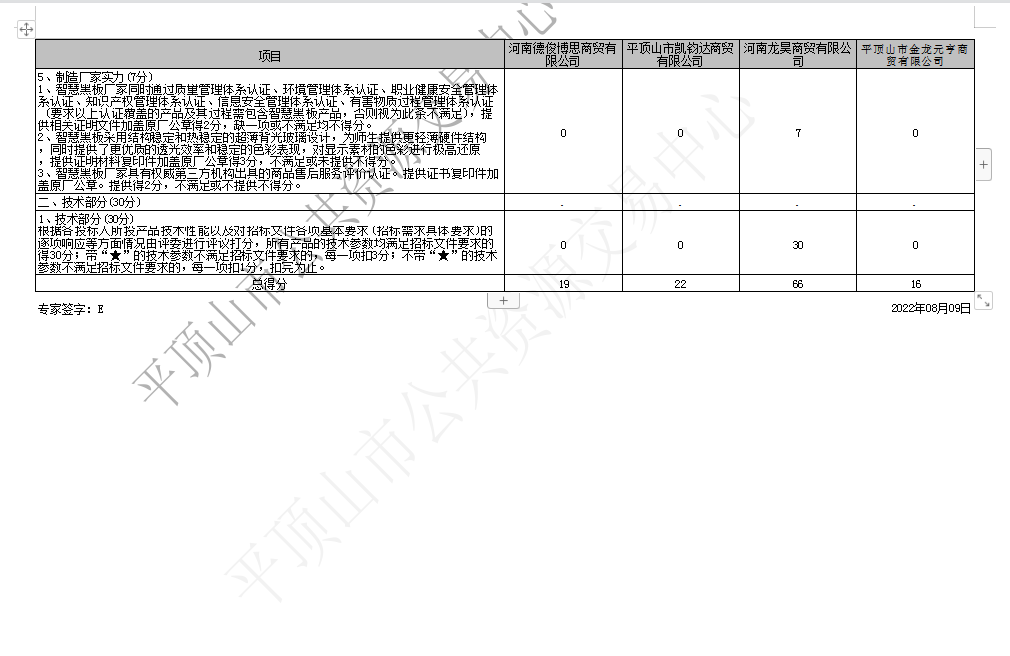 项目
河南德俊博思商贸有
限公司
平顶山市凯钧达商贸
有限公司
河南龙昊商贸有限公
司
平顶山市金龙元亨商
贸有限公司
5、制造厂家实力(7分)
1、智慧黑板厂家同时通过质量管理体系认证、环境管理体系认证、职业健康安全管理体
系认证、知识产权管理体系认证、信息安全管理体系认证、有害物质过程管理体系认证
（要求以上认证覆盖的产品及其过程需包含智慧黑板产品，否则视为此条不满足），提
供相关证明文件加盖原厂公章得2分，缺一项或不满足均不得分。
2、智慧黑板采用结构稳定和热稳定的超薄背光玻璃设计，为师生提供更轻薄硬件结构
，同时提供了更优质的透光效率和稳定的色彩表现，对显示素材的色彩进行极高还原
，提供证明材料复印件加盖原厂公章得3分，不满足或未提供不得分。
3、智慧黑板厂家具有权威第三方机构出具的商品售后服务评价认证。提供证书复印件加
盖原厂公章。提供得2分，不满足或不提供不得分。
0
0
7
0
二、技术部分(30分)
-
-
-
-
1、技术部分(30分)
根据各投标人所投产品技术性能以及对招标文件各项基本要求(招标需求具体要求)的
逐项响应等方面情况由评委进行评议打分，所有产品的技术参数均满足招标文件要求的
得30分；带“★”的技术参数不满足招标文件要求的，每一项扣3分；不带“★”的技术
参数不满足招标文件要求的，每一项扣1分，扣完为止。
0
0
30
0
总得分
19
22
66
16
专家签字：E
2022年08月09日
平顶山市公共资源交易中心
平顶山市公共资源交易中心